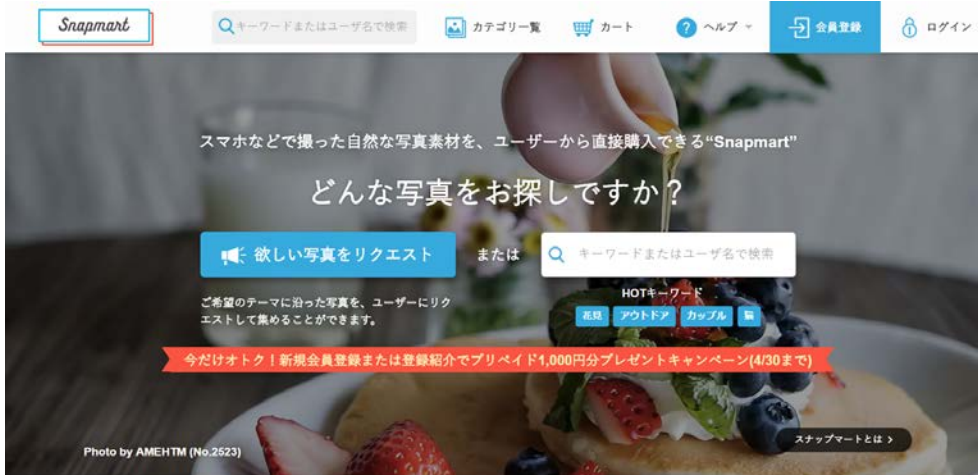 Snapmart
キーワードまたはユーザ名で検索
カテゴリ一覧
カート
? ヘルプ
会員登録
ログイン
スマホなどで撮った自然な写真素材を、ユーザーから直接購入できる“Snapmart”
どんな写真をお探しですか？
欲しい写真をリクエスト
または
キーワードまたはユーザ名で検索
ご希望のテーマに沿った写真を、ユーザーにリク
エストして集めることができます。
HOTキーワード
花見 アウトドア カップル 猫
今だけオトク！新規会員登録または登録紹介でプリペイド1,000円分プレゼントキャンペーン(4/30まで)
Photo by AMEHTM (No.2523)
スナップマートとは >